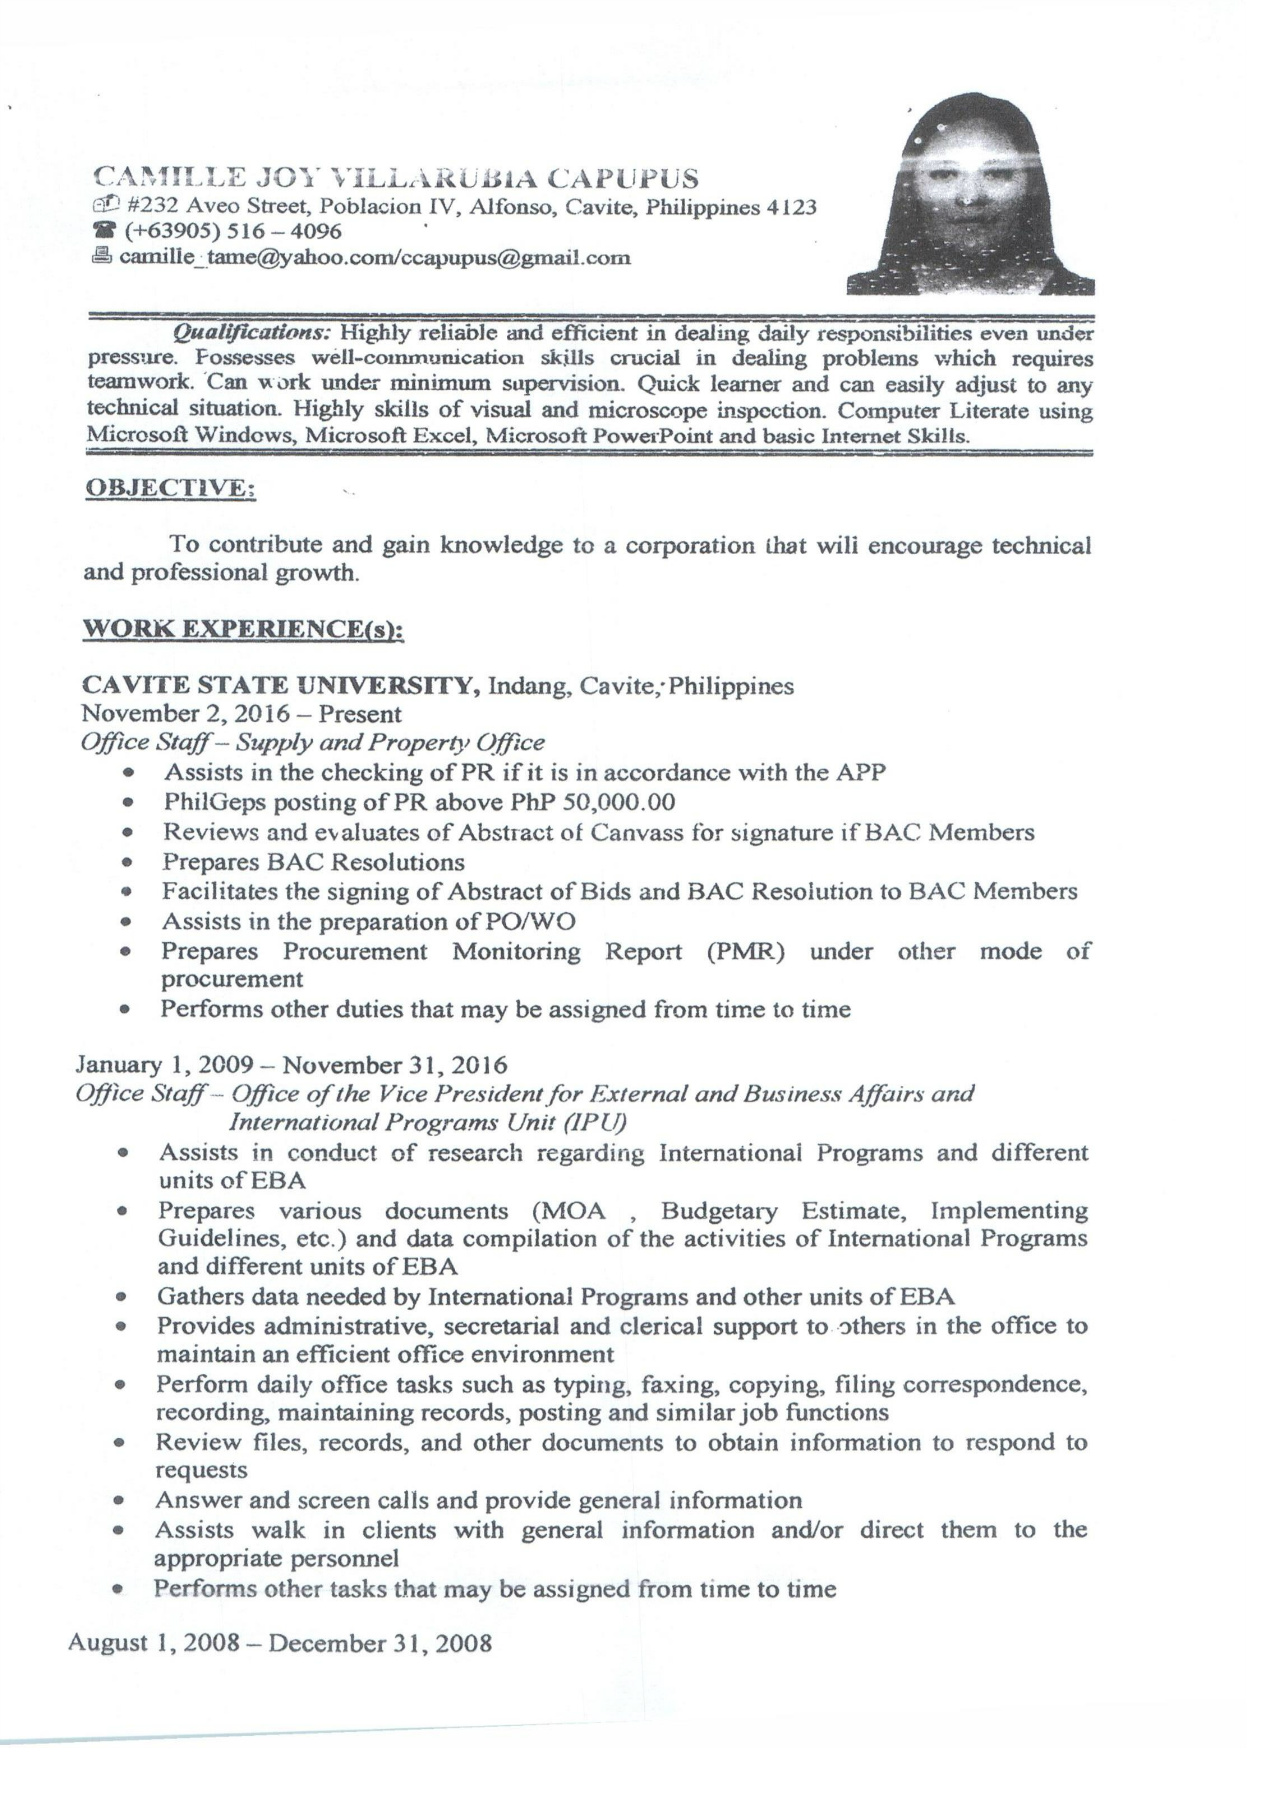 CAMILLE JOY VILLARUBIA CAPUPUS
#232 Aveo Street, Poblacion IV, Alfonso, Cavite, Philippines 4123
(+63905) 516 – 4096
camille_tame@yahoo.com/ccapupus@gmail.com
Qualifications: Highly reliable and efficient in dealing daily responsibilities even under
pressure. Possesses well-communication skills crucial in dealing problems which requires
teamwork. Can work under minimum supervision. Quick learner and can easily adjust to any
technical situation. Highly skills of visual and microscope inspection. Computer Literate using
Microsoft Windows, Microsoft Excel, Microsoft PowerPoint and basic Internet Skills.
OBJECTIVE:
To contribute and gain knowledge to a corporation that will encourage technical
and professional growth.
WORK EXPERIENCE(s):
CAVITE STATE UNIVERSITY, Indang, Cavite, Philippines
November 2, 2016 – Present
Office Staff – Supply and Property Office
• Assists in the checking of PR if it is in accordance with the APP
• PhilGeps posting of PR above PhP 50,000.00
• Reviews and evaluates of Abstract of Canvass for signature if BAC Members
• Prepares BAC Resolutions
• Facilitates the signing of Abstract of Bids and BAC Resolution to BAC Members
• Assists in the preparation of PO/WO
• Prepares Procurement Monitoring Report (PMR) under other mode of
procurement
• Performs other duties that may be assigned from time to time
January 1, 2009 – November 31, 2016
Office Staff – Office of the Vice President for External and Business Affairs and
International Programs Unit (IPU)
• Assists in conduct of research regarding International Programs and different
units of EBA
• Prepares various documents (MOA , Budgetary Estimate, Implementing
Guidelines, etc.) and data compilation of the activities of International Programs
and different units of EBA
• Gathers data needed by International Programs and other units of EBA
• Provides administrative, secretarial and clerical support to others in the office to
maintain an efficient office environment
• Perform daily office tasks such as typing, faxing, copying, filing correspondence,
recording, maintaining records, posting and similar job functions
• Review files, records, and other documents to obtain information to respond to
requests
• Answer and screen calls and provide general information
• Assists walk in clients with general information and/or direct them to the
appropriate personnel
• Performs other tasks that may be assigned from time to time
August 1, 2008 – December 31, 2008